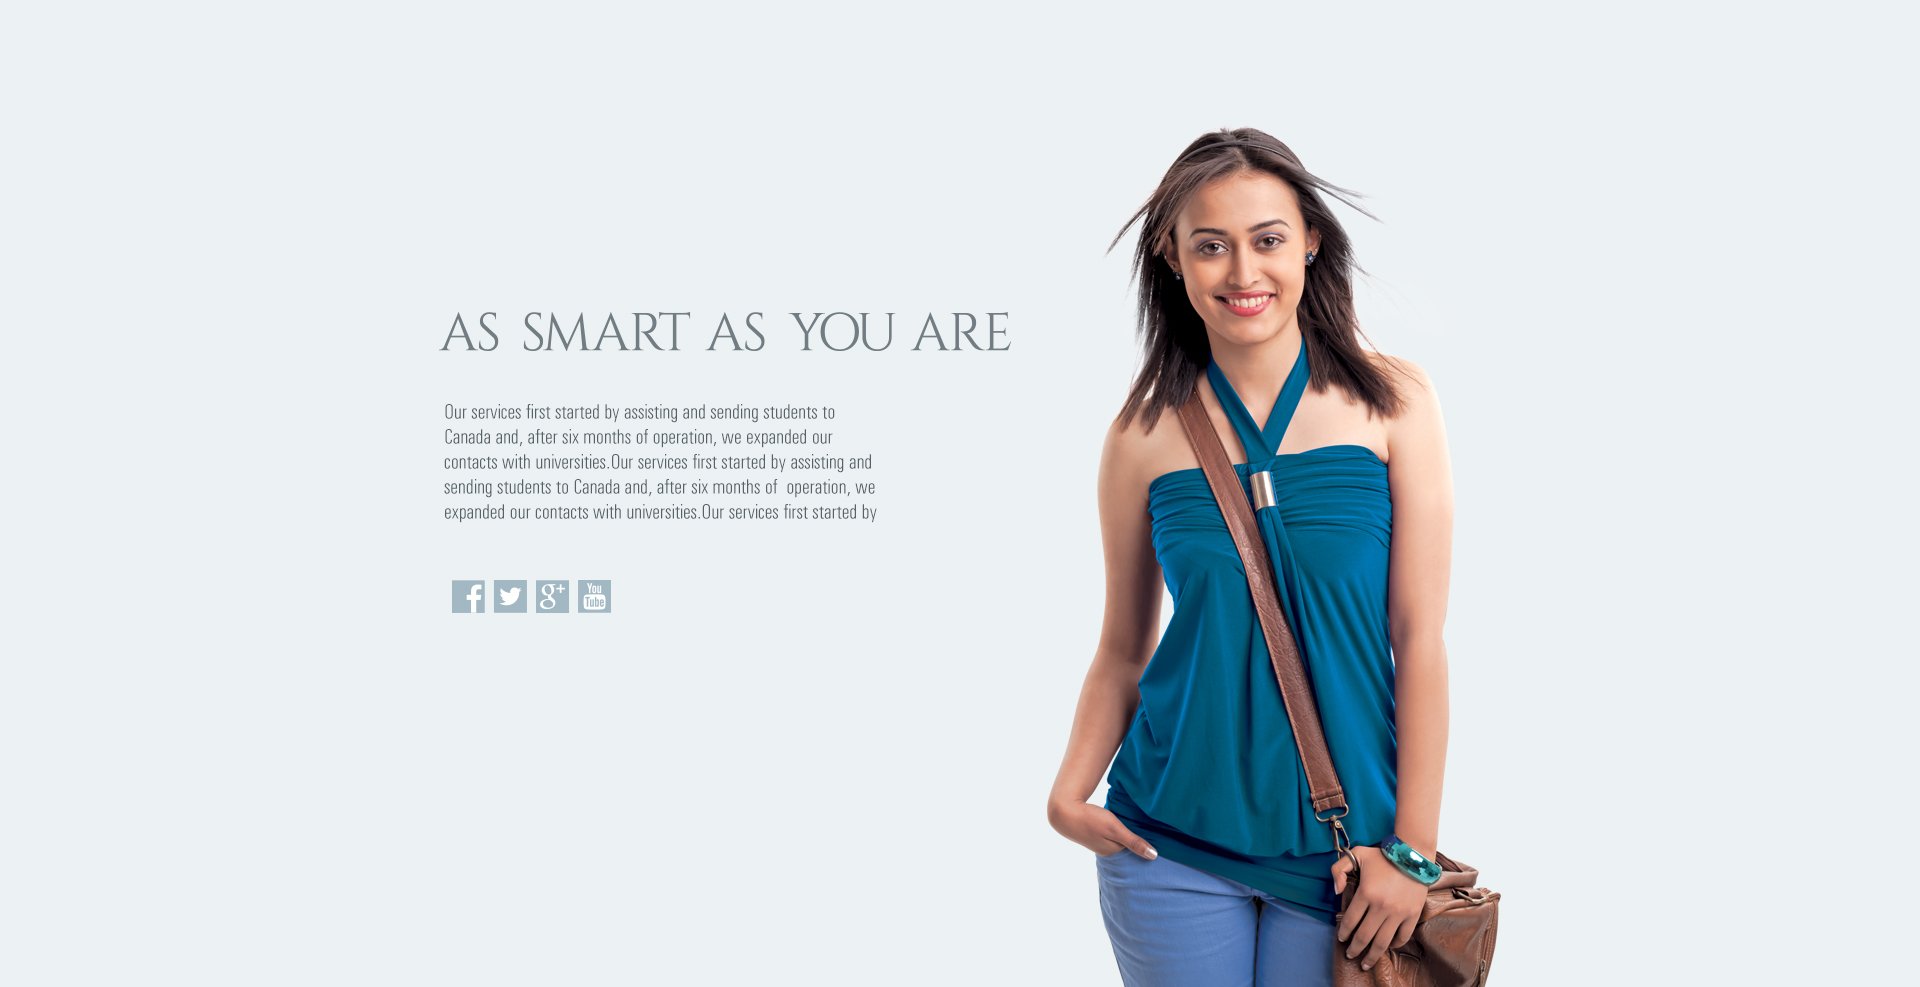 AS SMART AS YOU ARE
Our services first started by assisting and sending students to
Canada and, after six months of operation, we expanded our
contacts with universities.Our services first started by assisting and
sending students to Canada and, after six months of  operation, we
expanded our contacts with universities.Our services first started by
f g+ You Tube